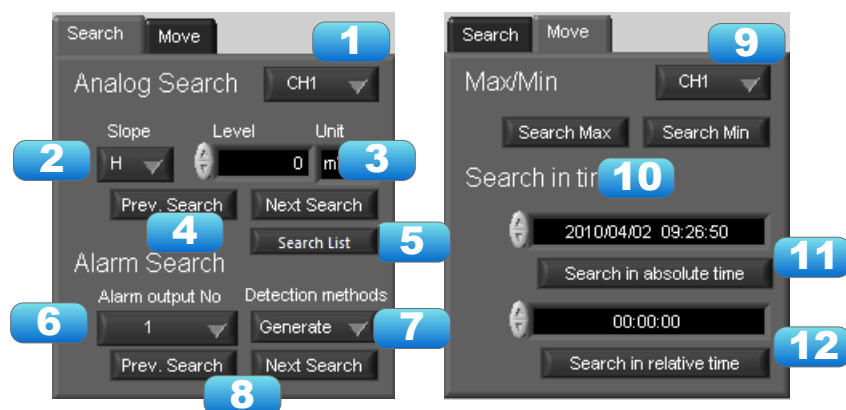 Search Move
1
Analog Search CH1
Slope Level Unit
2 H 0 3
Prev. Search Next Search
4
Search List 5
Alarm Search
Alarm output No Detection methods
6 1 Generate 7
Prev. Search Next Search
8
Search Move
9
Max/Min CH1
Search Max Search Min
Search in 10
2010/04/02 09:26:50
11
Search in absolute time
00:00:00
12
Search in relative time